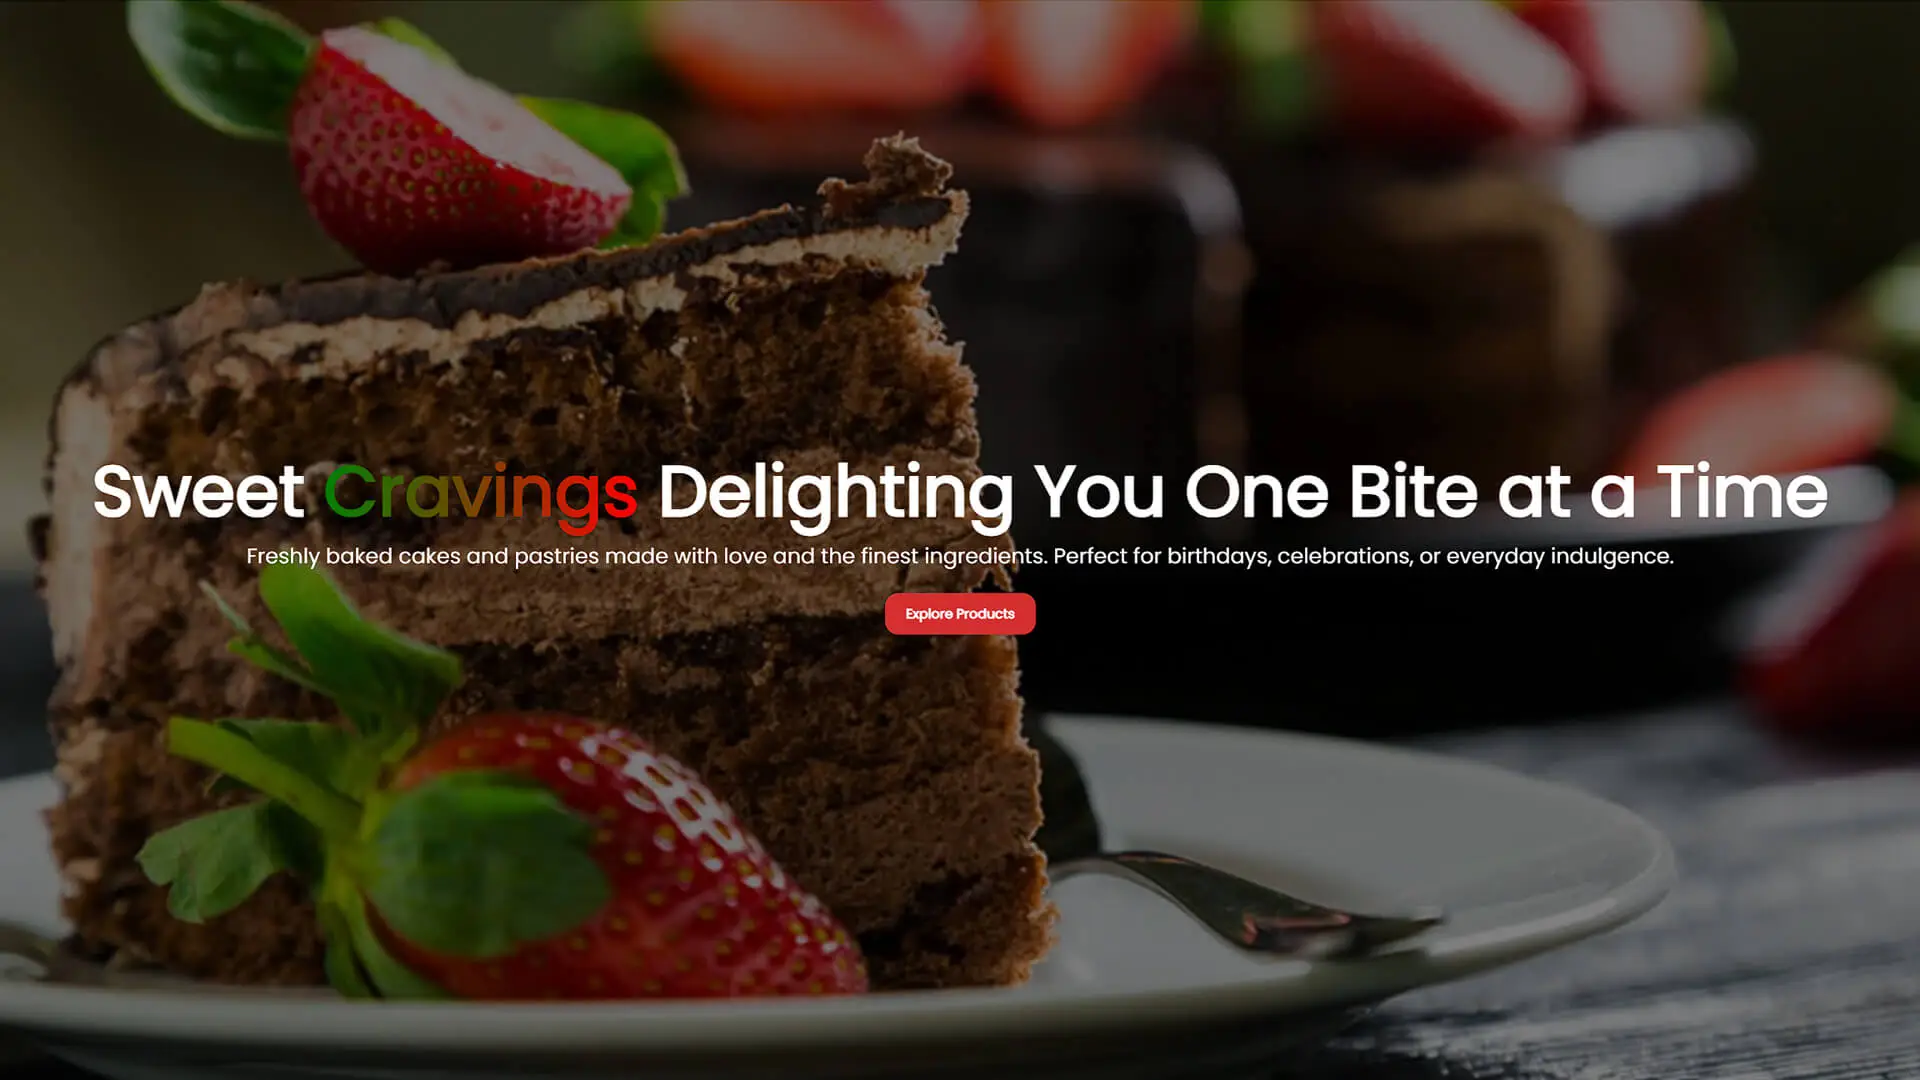 Sweet Cravings Delighting You One Bite at a Time
Freshly baked cakes and pastries made with love and the finest ingredients. Perfect for birthdays, celebrations, or everyday indulgence.
Explore Products